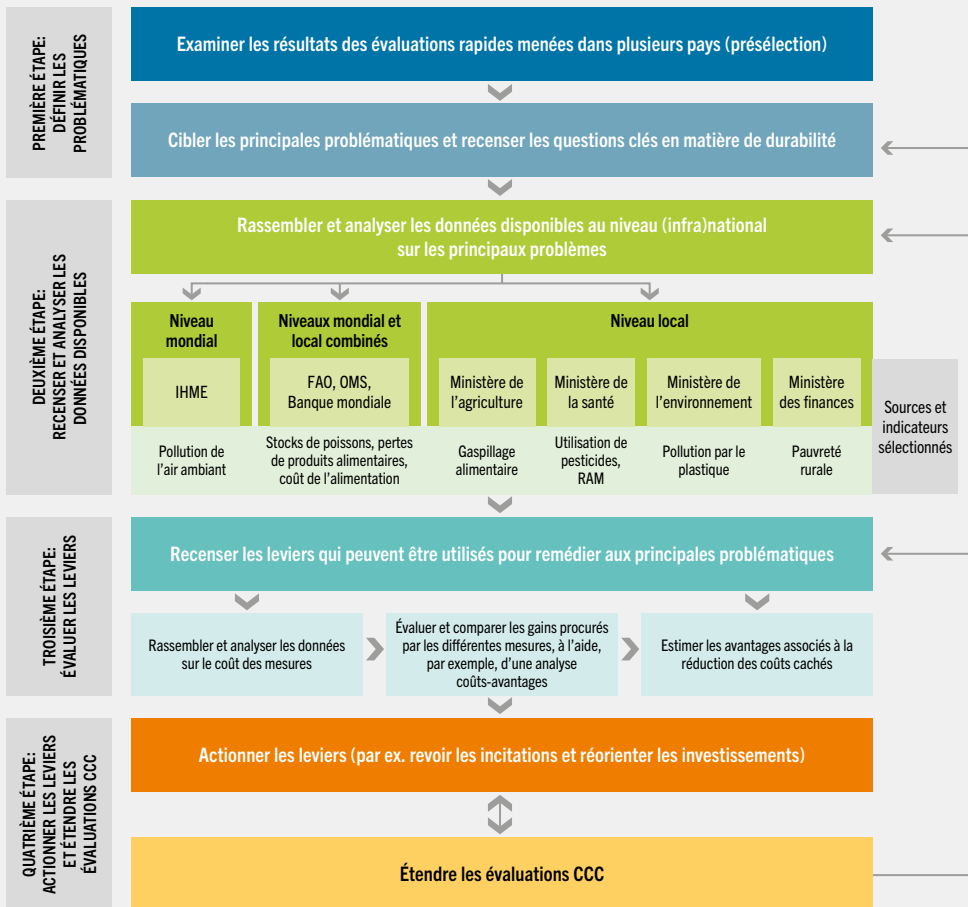 PREMIÈRE ÉTAPE:
DÉFINIR LES
PROBLÉMATIQUES
Examiner les résultats des évaluations rapides menées dans plusieurs pays (présélection)
Cibler les principales problématiques et recenser les questions clés en matière de durabilité
DEUXIÈME ÉTAPE:
RECENSER ET ANALYSER LES
DONNÉES DISPONIBLES
Rassembler et analyser les données disponibles au niveau (infra)national
sur les principaux problèmes
Niveau
mondial
IHME
Pollution de
l’air ambiant
Niveaux mondial et
local combinés
FAO, OMS,
Banque mondiale
Stocks de poissons, pertes
de produits alimentaires,
coût de l’alimentation
Niveau local
Ministère de
l’agriculture
Gaspillage
alimentaire
Ministère de
la santé
Utilisation de
pesticides,
RAM
Ministère de
l’environnement
Pollution par le
plastique
Ministère
des finances
Pauvreté
rurale
Sources et
indicateurs
sélectionnés
TROISIÈME ÉTAPE:
ÉVALUER LES LEVIERS
Recenser les leviers qui peuvent être utilisés pour remédier aux principales problématiques
Rassembler et analyser les données
sur le coût des mesures
Évaluer et comparer les gains procurés
par les différentes mesures, à l’aide,
par exemple, d’une analyse
coûts-avantages
Estimer les avantages associés à la
réduction des coûts cachés
QUATRIÈME ÉTAPE:
ACTIONNER LES LEVIERS
ET ÉTENDRE LES
ÉVALUATIONS CCC
Actionner les leviers (par ex. revoir les incitations et réorienter les investissements)
Étendre les évaluations CCC